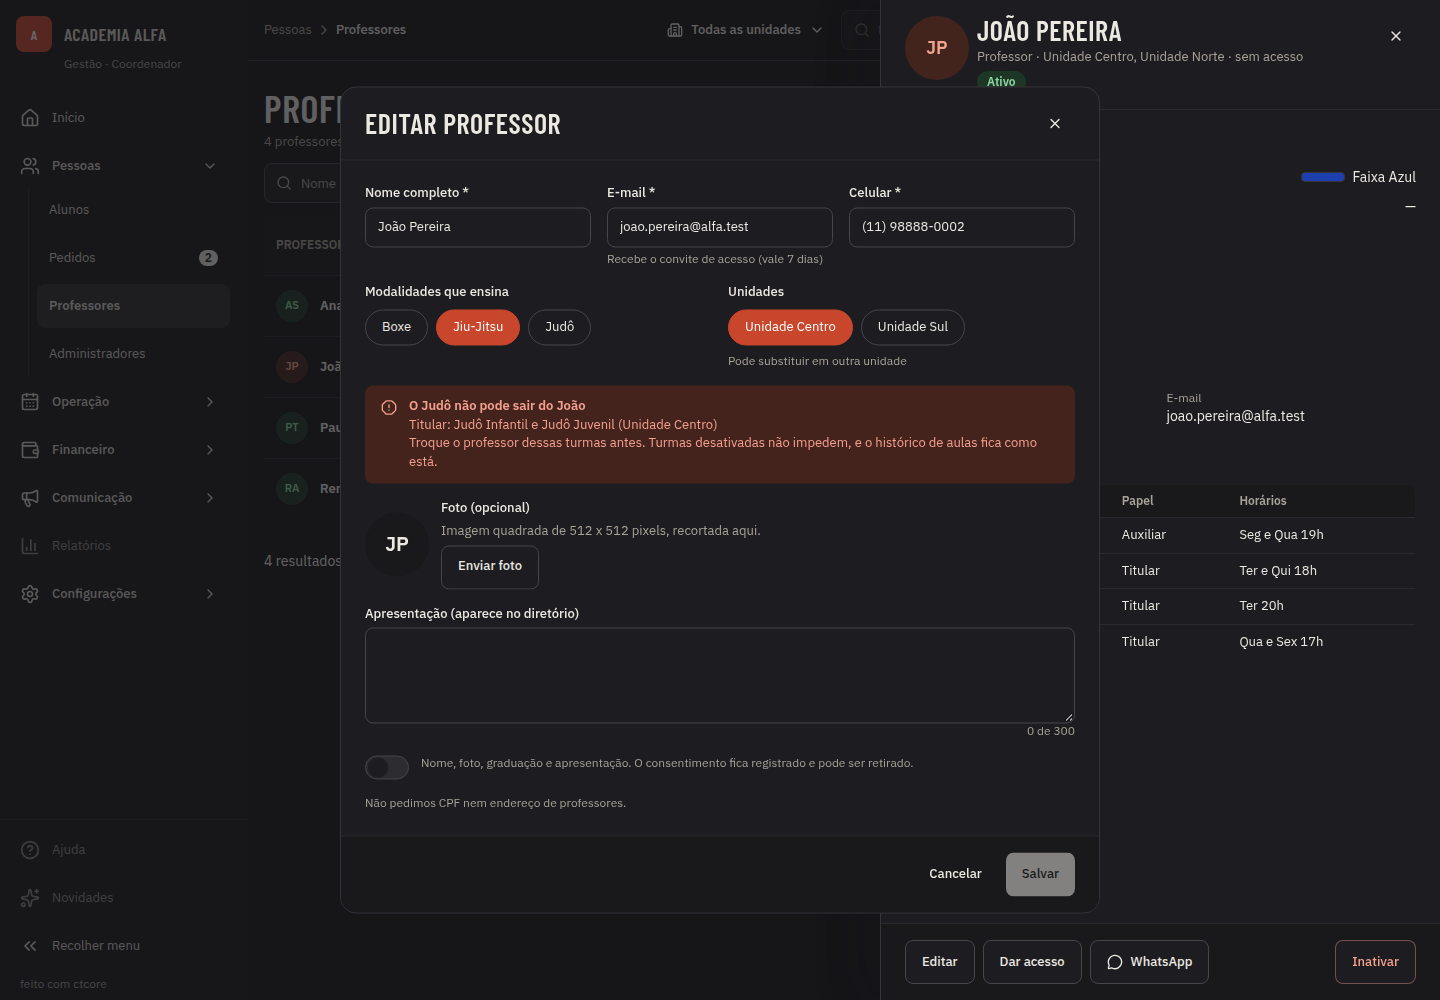 A
ACADEMIA ALFA
Gestão · Coordenador
Início
Pessoas
Alunos
Pedidos
2
Professores
Administradores
Operação
Financeiro
Comunicação
Relatórios
Configurações
Ajuda
Novidades
Recolher menu
feito com ctcore
Pessoas > Professores
Todas as unidades
4 professores
Nome
AS
JP
PT
RA
4 resultados
JP
JOÃO PEREIRA
Professor · Unidade Centro, Unidade Norte · sem acesso
Ativo
Faixa Azul
—
E-mail
joao.pereira@alfa.test
Papel Horários
Auxiliar Seg e Qua 19h
Titular Ter e Qui 18h
Titular Ter 20h
Titular Qua e Sex 17h
Editar
Dar acesso
WhatsApp
Inativar
EDITAR PROFESSOR
Nome completo * E-mail * Celular *
João Pereira joao.pereira@alfa.test (11) 98888-0002
Recebe o convite de acesso (vale 7 dias)
Modalidades que ensina Unidades
Boxe Jiu-Jitsu Judô Unidade Centro Unidade Sul
Pode substituir em outra unidade
O Judô não pode sair do João
Titular: Judô Infantil e Judô Juvenil (Unidade Centro)
Troque o professor dessas turmas antes. Turmas desativadas não impedem, e o histórico de aulas fica como
está.
JP
Foto (opcional)
Imagem quadrada de 512 x 512 pixels, recortada aqui.
Enviar foto
Apresentação (aparece no diretório)
0 de 300
Nome, foto, graduação e apresentação. O consentimento fica registrado e pode ser retirado.
Não pedimos CPF nem endereço de professores.
Cancelar
Salvar